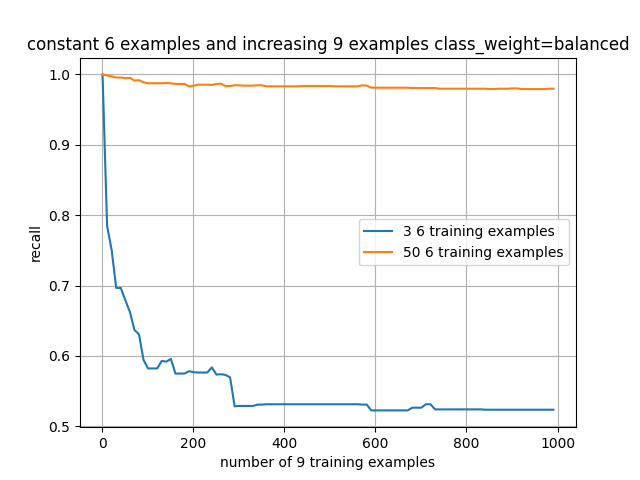 constant 6 examples and increasing 9 examples class_weight=balanced
1.0
0.9
0.8
0.7
0.6
0.5
recall
3 6 training examples
50 6 training examples
0 200 400 600 800 1000
number of 9 training examples